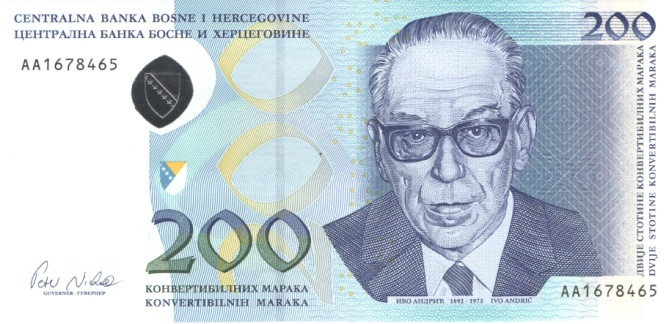 CENTRALNA BANKA BOSNE I HERCEGOVINE
ЦЕНТРАЛНА БАНКА БОСНЕ И ХЕРЦЕГОВИНЕ
200
AA1678465
200
КОНВЕРТИБИЛНИХ МАРАКА
KONVERTIBILNIH MARAKA
GUVERNER - ГУВЕРНЕР
ИВО АНДРИЋ 1892 - 1975 IVO ANDRIĆ
AA1678465
ДВИЈЕ СТОТИНЕ КОНВЕРТИБИЛНИХ МАРАКА
DVIJE STOTINE KONVERTIBILNIH MARAKA